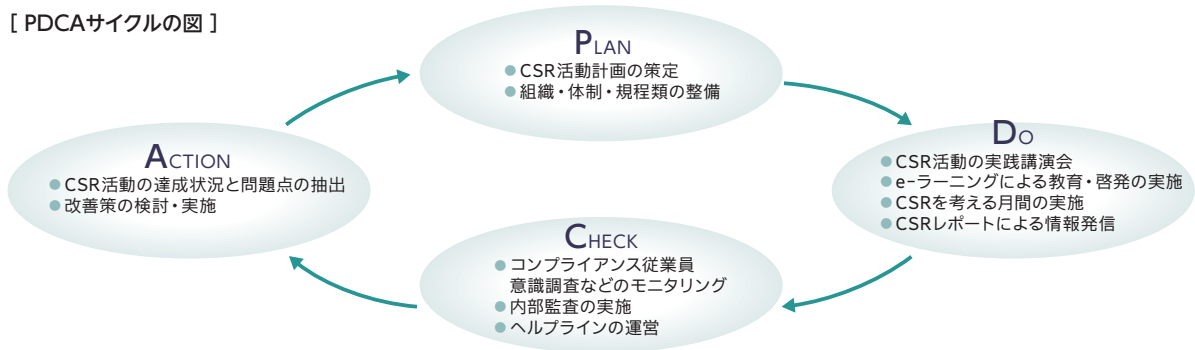 [ PDCAサイクルの図 ]
PLAN
● CSR活動計画の策定
● 組織・体制・規程類の整備
DO
● CSR活動の実践講演会
● e-ラーニングによる教育・啓発の実施
● CSRを考える月間の実施
● CSRレポートによる情報発信
CHECK
● コンプライアンス従業員
意識調査などのモニタリング
● 内部監査の実施
● ヘルプラインの運営
ACTION
● CSR活動の達成状況と問題点の抽出
● 改善策の検討・実施